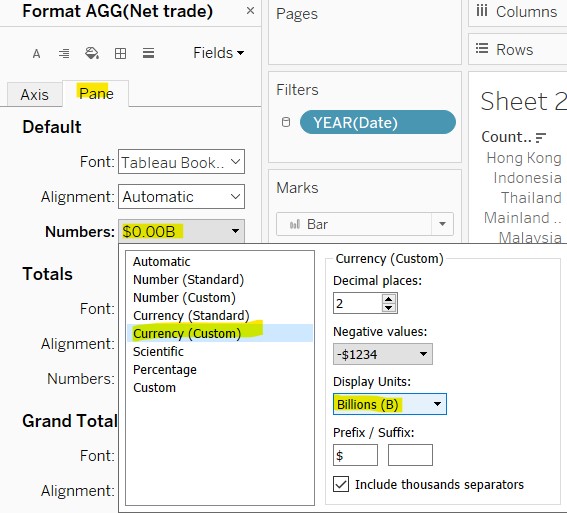 Format AGG(Net trade) ×
A Fields
Axis Pane
Default
Font: Tableau Book..
Alignment: Automatic
Numbers: $0.00B
Totals
Font:
Alignment:
Numbers:
Grand Total
Font:
Alignment:
Automatic
Number (Standard)
Number (Custom)
Currency (Standard)
Currency (Custom)
Scientific
Percentage
Custom
Currency (Custom)
Decimal places:
2
Negative values:
-$1234
Display Units:
Billions (B)
Prefix / Suffix:
$
Include thousands separators
Pages
Filters
YEAR(Date)
Marks
Bar
Columns
Rows
Sheet 2
Count..
Hong Kong
Indonesia
Thailand
Mainland ..
Malaysia